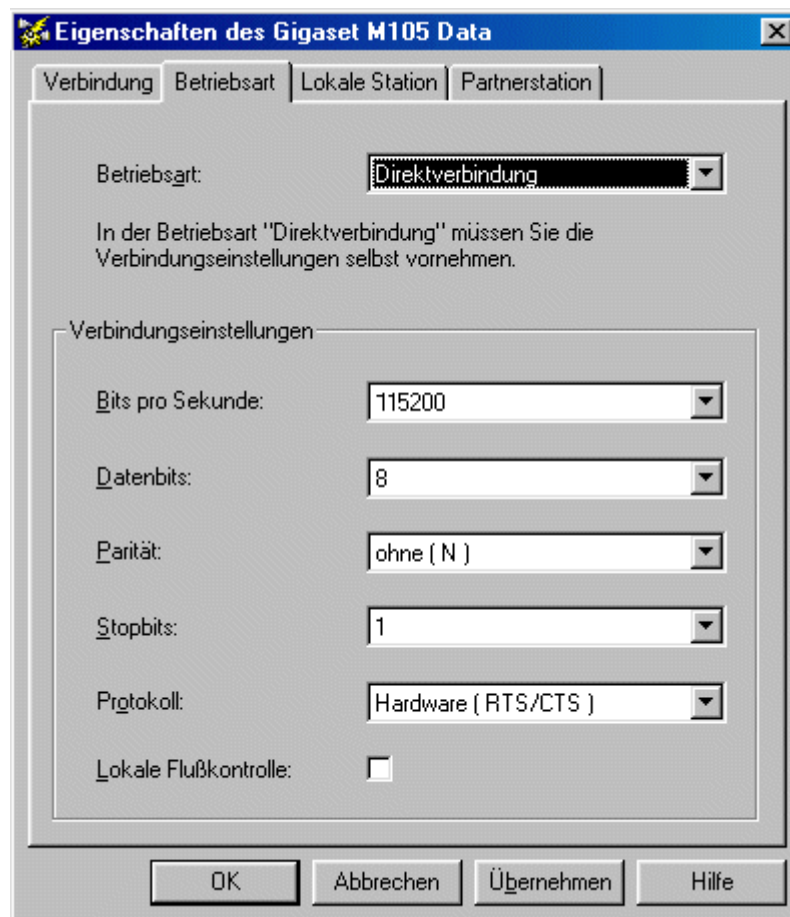 Eigenschaften des Gigaset M105 Data
Verbindung Betriebsart Lokale Station Partnerstation
Betriebsart: Direktverbindung
In der Betriebsart "Direktverbindung" müssen Sie die
Verbindungseinstellungen selbst vornehmen.
Verbindungseinstellungen
Bits pro Sekunde: 115200
Datenbits: 8
Parität: ohne ( N )
Stopbits: 1
Protokoll: Hardware ( RTS/CTS )
Lokale Flußkontrolle:
OK Abbrechen Übernehmen Hilfe